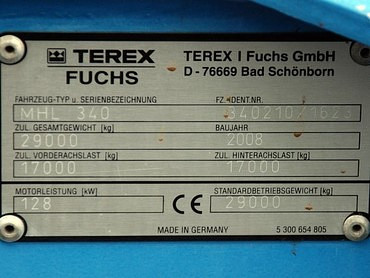 TEREX
FUCHS
TEREX I Fuchs GmbH
D - 76669 Bad Schönborn
FAHRZEUG-TYP u. SERIENBEZEICHNUNG
FZ.-IDENT.NR.
MHL 340
ZUL. GESAMTGEWICHT [kg]
BAUJAHR
29000
2008
ZUL. VORDERACHSLAST [kg]
ZUL. HINTERACHSLAST [kg]
17000
17000
MOTORLEISTUNG [kW]
STANDARDBETRIEBSGEWICHT [kg]
128
CE
29000
MADE IN GERMANY
5 300 654 805